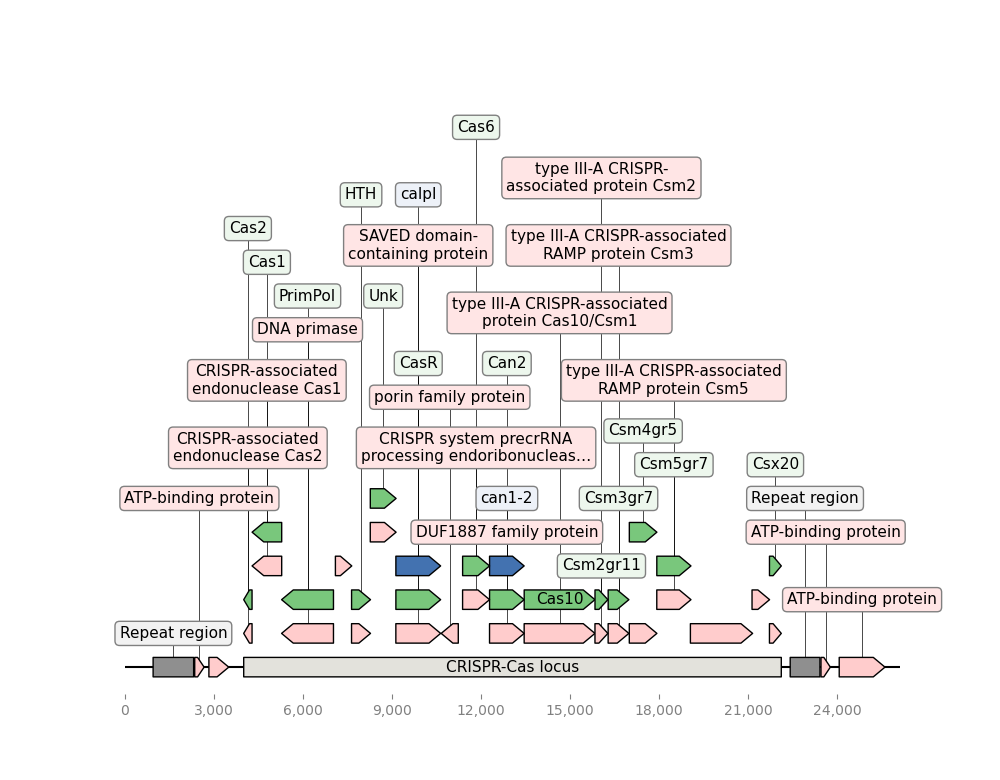 Cas6
type III-A CRISPR-
associated protein Csm2
HTH
calpl
Cas2
SAVED domain-
containing protein
type III-A CRISPR-associated
RAMP protein Csm3
Cas1
PrimPol
Unk
type III-A CRISPR-associated
protein Cas10/Csm1
DNA primase
CasR
Can2
CRISPR-associated
endonuclease Cas1
type III-A CRISPR-associated
RAMP protein Csm5
porin family protein
Csm4gr5
CRISPR-associated
endonuclease Cas2
CRISPR system precrRNA
processing endoribonucleas...
Csm5gr7
Csx20
ATP-binding protein
can1-2
Csm3gr7
Repeat region
DUF1887 family protein
ATP-binding protein
Csm2gr11
Cas10
ATP-binding protein
Repeat region
CRISPR-Cas locus
0
3,000
6,000
9,000
12,000
15,000
18,000
21,000
24,000